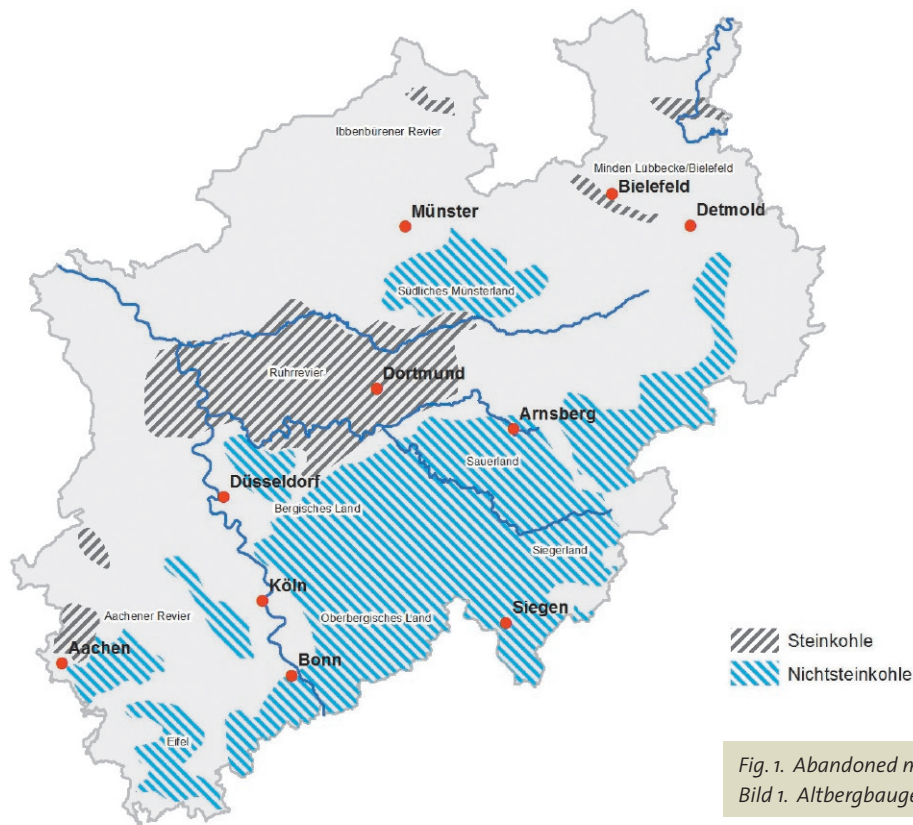 Ibbenbürener Revier
Minden Lübbecke/Bielefeld
Bielefeld
Münster
Detmold
Südliches Münsterland
Ruhrrevier
Dortmund
Arnsberg
Sauerland
Düsseldorf
Bergisches Land
Siegerland
Köln
Aachener Revier
Oberbergisches Land
Siegen
Aachen
Bonn
Eifel
Steinkohle
Nichtsteinkohle
Fig. 1. Abandoned
Bild 1. Altbergbauge